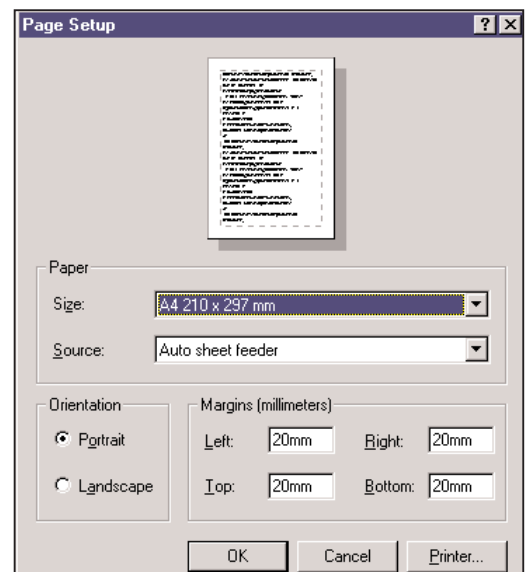 Page Setup
Paper
Size: A4 210 x 297 mm
Source: Auto sheet feeder
Orientation
Portrait
Landscape
Margins (millimeters)
Left: 20mm Right: 20mm
Top: 20mm Bottom: 20mm
OK Cancel Printer...